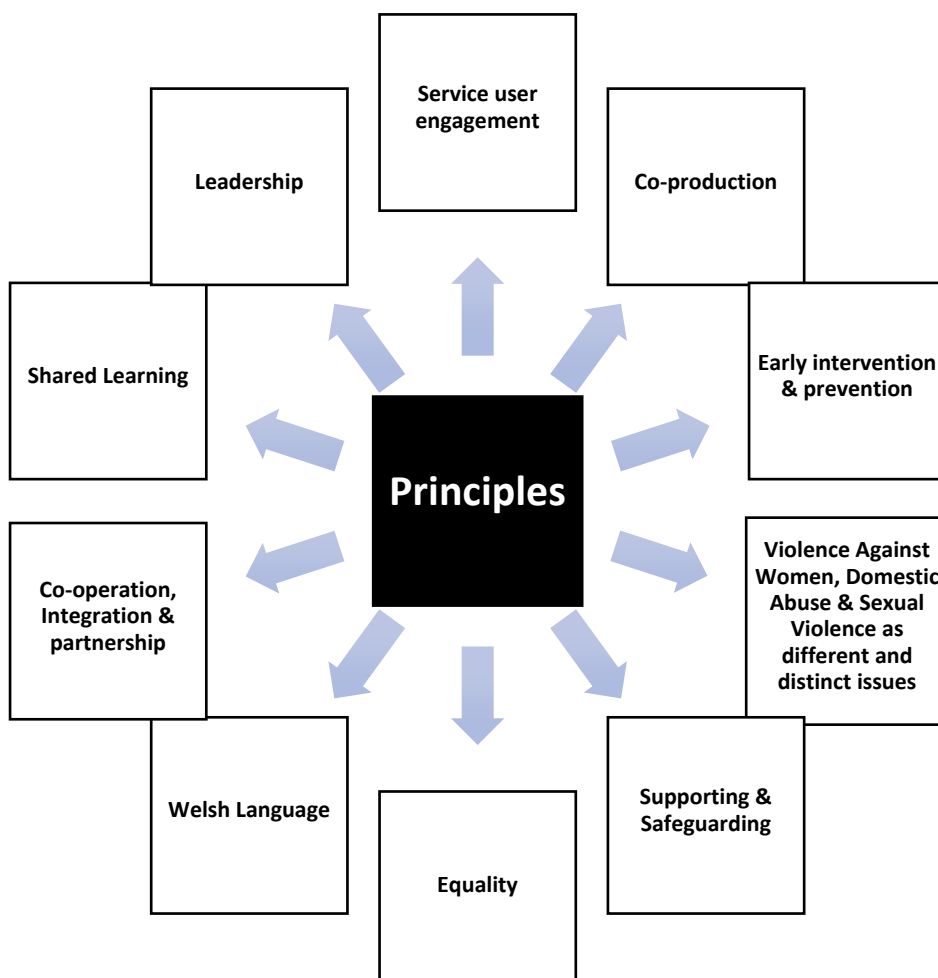 Service user
engagement
Co-production
Early intervention
& prevention
Violence Against
Women, Domestic
Abuse & Sexual
Violence as
different and
distinct issues
Supporting &
Safeguarding
Equality
Welsh Language
Co-operation,
Integration &
partnership
Shared Learning
Leadership
Principles